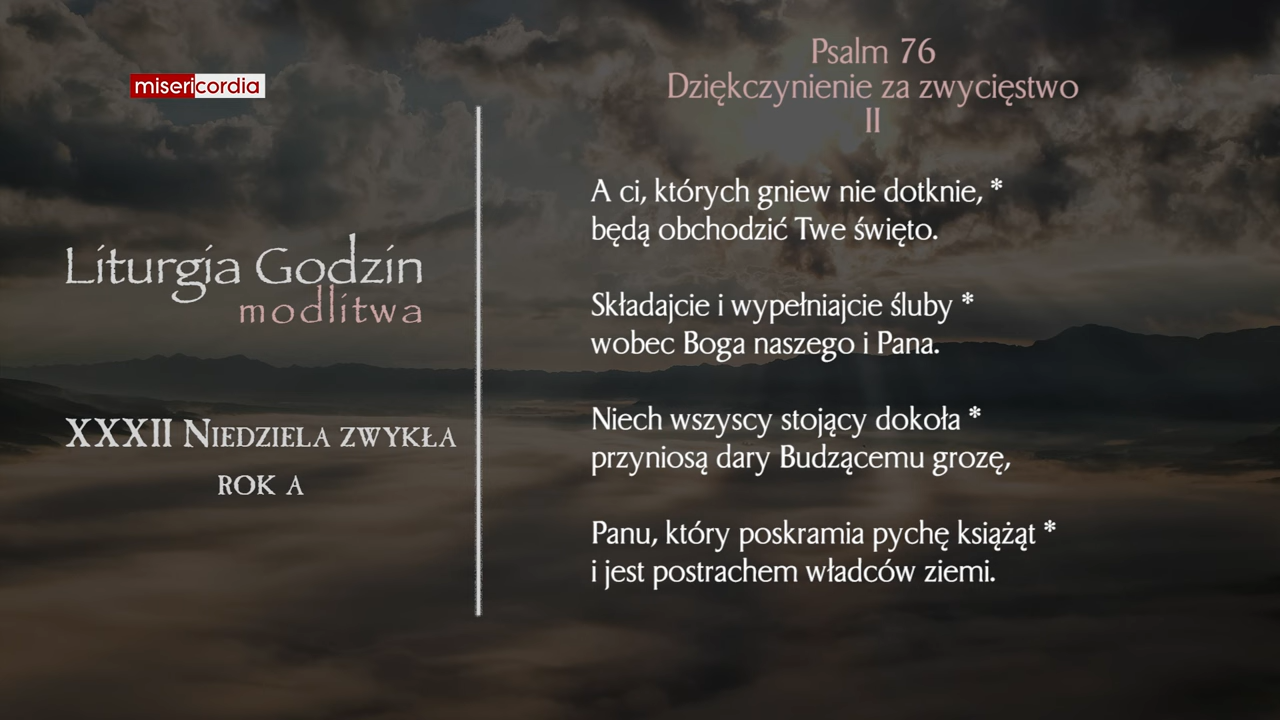 misericordia
Liturgia Godzin
modlitwa
XXXII Niedziela zwykła
rok A
Psalm 76
Dziękczynienie za zwycięstwo
II
A ci, których gniew nie dotknie, *
będą obchodzić Twe święto.
Składajcie i wypełniajcie śluby *
wobec Boga naszego i Pana.
Niech wszyscy stojący dokoła *
przyniosą dary Budzącemu grozę,
Panu, który poskramia pychę książąt *
i jest postrachem władców ziemi.